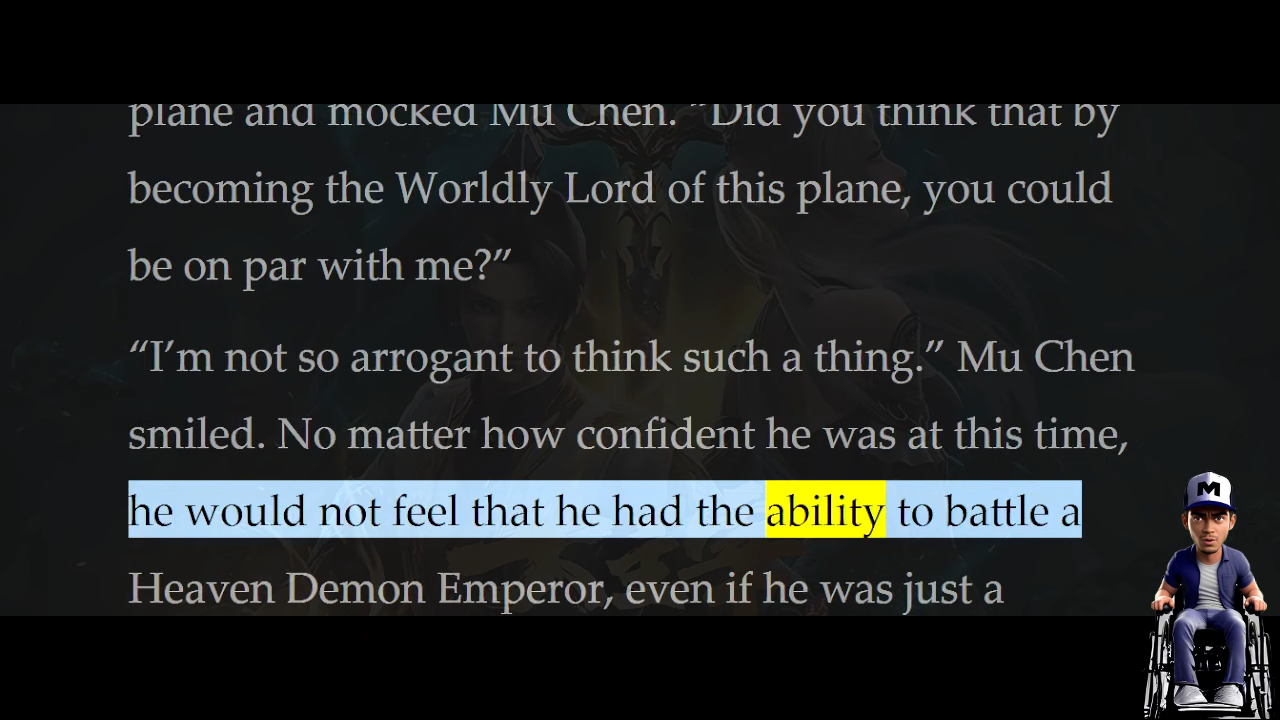 plane and mocked Mu Chen. “Did you think that by
becoming the Worldly Lord of this plane, you could
be on par with me?”
“I’m not so arrogant to think such a thing.” Mu Chen
smiled. No matter how confident he was at this time,
he would not feel that he had the ability to battle a
Heaven Demon Emperor, even if he was just a
M